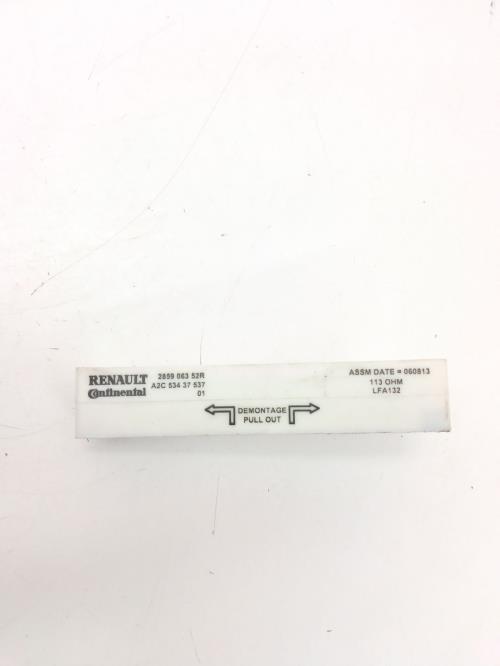 RENAULT
Continental
2859 063 52R
A2C 534 37 537
01
ASSM DATE = 060813
113 OHM
LFA132
DEMONTAGE
PULL OUT